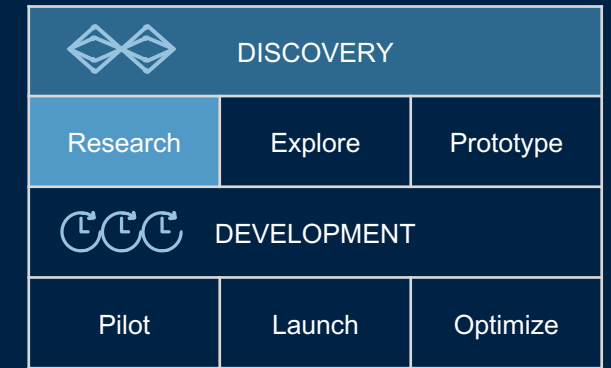 DISCOVERY
Research Explore Prototype
DEVELOPMENT
Pilot Launch Optimize